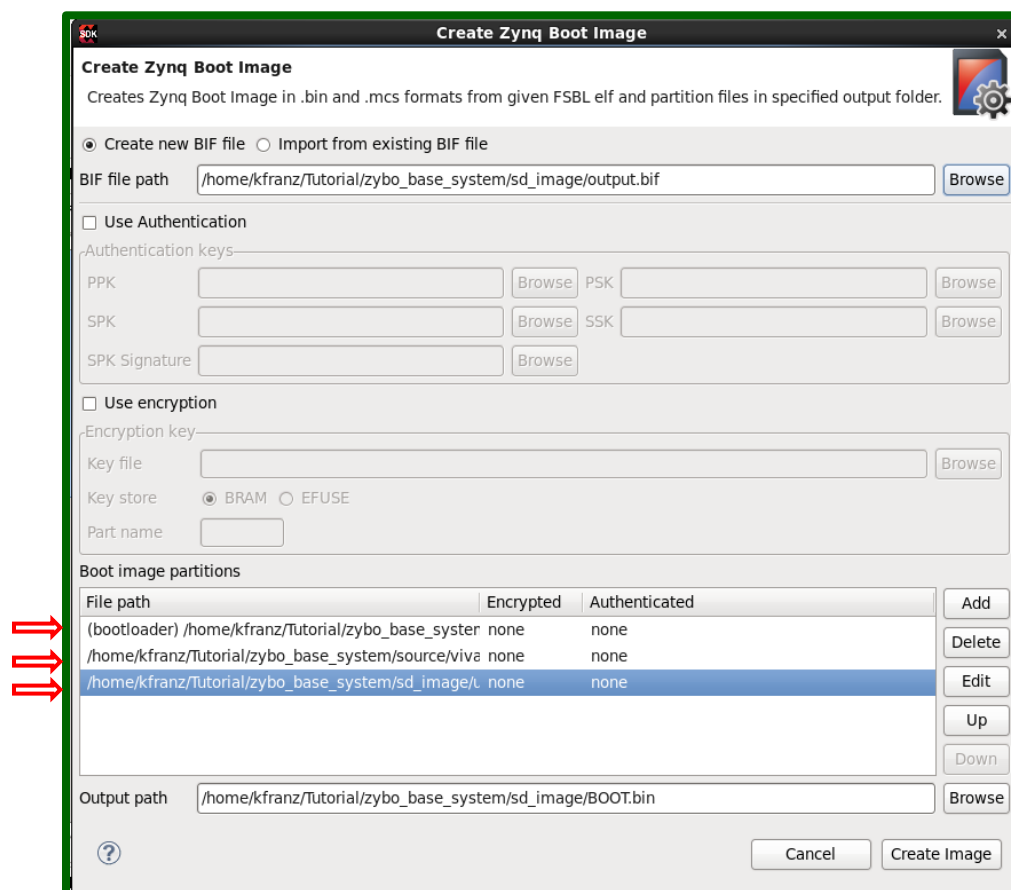 SDK Create Zynq Boot Image ×
Create Zynq Boot Image
Creates Zynq Boot Image in .bin and .mcs formats from given FSBL elf and partition files in specified output folder.
Create new BIF file Import from existing BIF file
BIF file path /home/kfranz/Tutorial/zybo_base_system/sd_image/output.bif Browse
Use Authentication
Authentication keys
PPK Browse PSK Browse
SPK Browse SSK Browse
SPK Signature Browse
Use encryption
Encryption key
Key file Browse
Key store BRAM EFUSE
Part name
Boot image partitions
File path Encrypted Authenticated Add
(bootloader) /home/kfranz/Tutorial/zybo_base_system none none
Delete
/home/kfranz/Tutorial/zybo_base_system/source/viva none none
/home/kfranz/Tutorial/zybo_base_system/sd_image/u none none Edit
Up
Down
Output path /home/kfranz/Tutorial/zybo_base_system/sd_image/BOOT.bin Browse
? Cancel Create Image